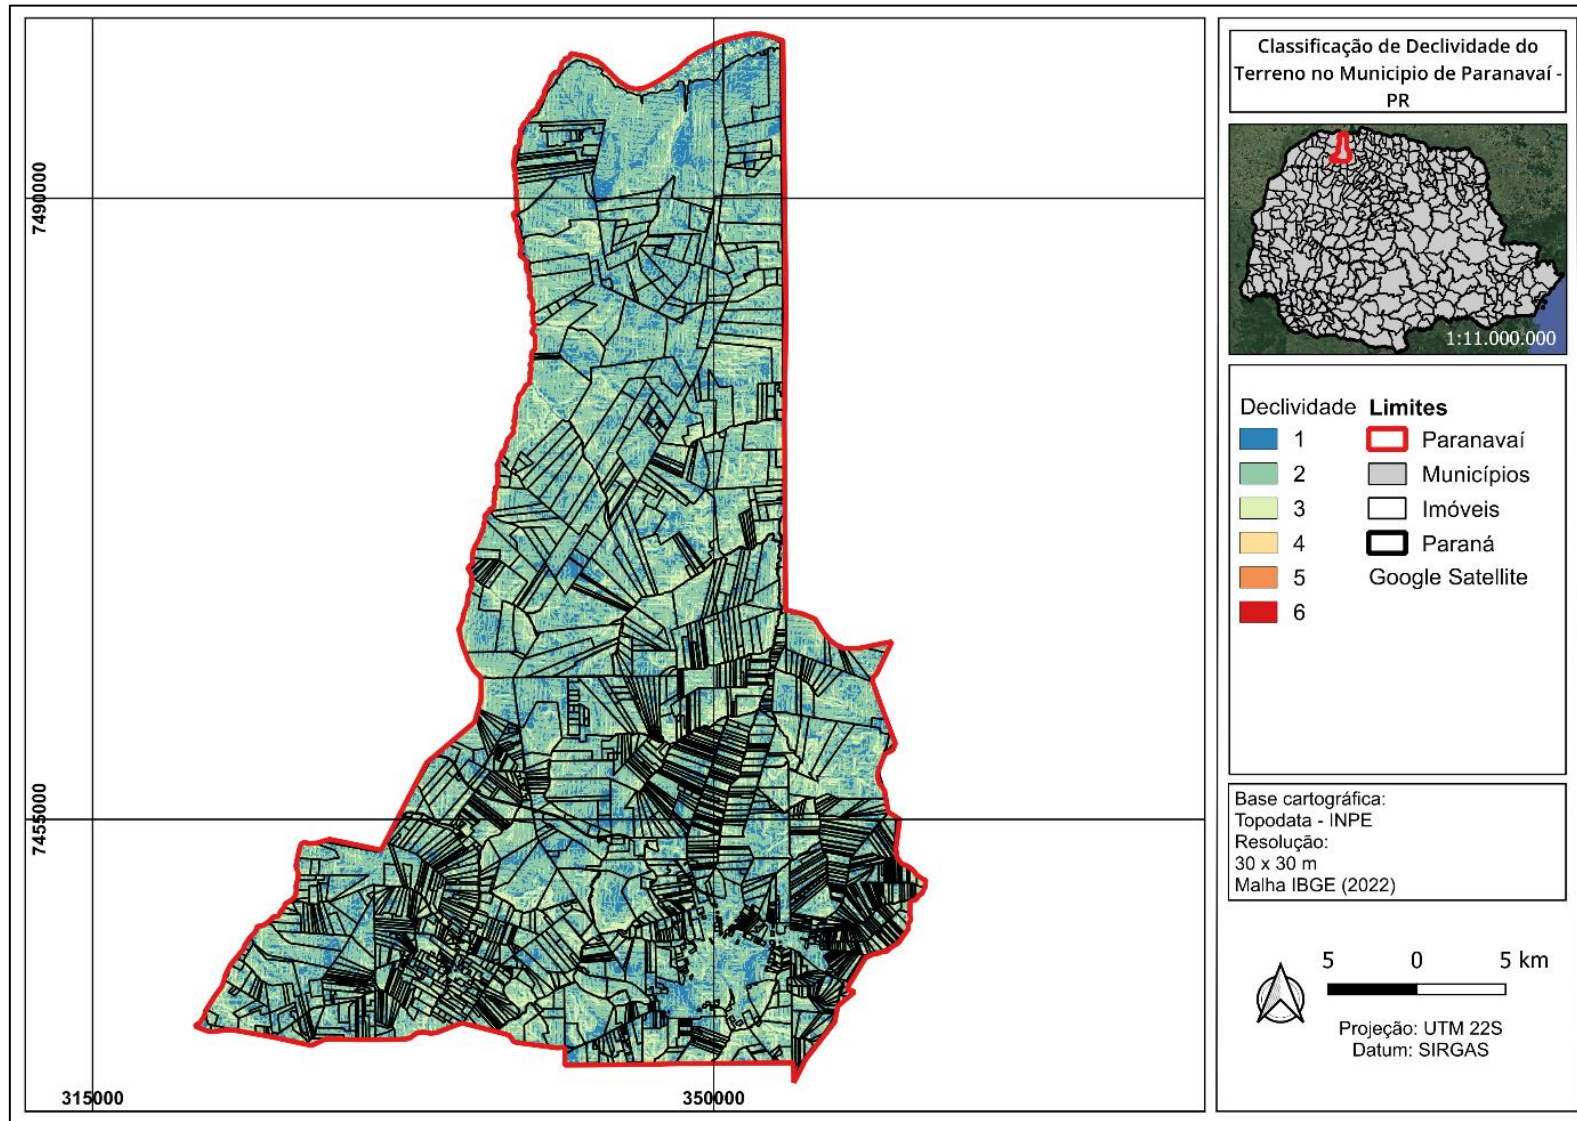 Classificação de Declividade do
Terreno no Municipio de Paranavaí -
PR
1:11.000.000
Declividade Limites
1 Paranavaí
2 Municípios
3 Imóveis
4 Paraná
5 Google Satellite
6
Base cartográfica:
Topodata - INPE
Resolução:
30 x 30 m
Malha IBGE (2022)
5 0 5 km
Projeção: UTM 22S
Datum: SIRGAS
7490000
7455000
315000 350000